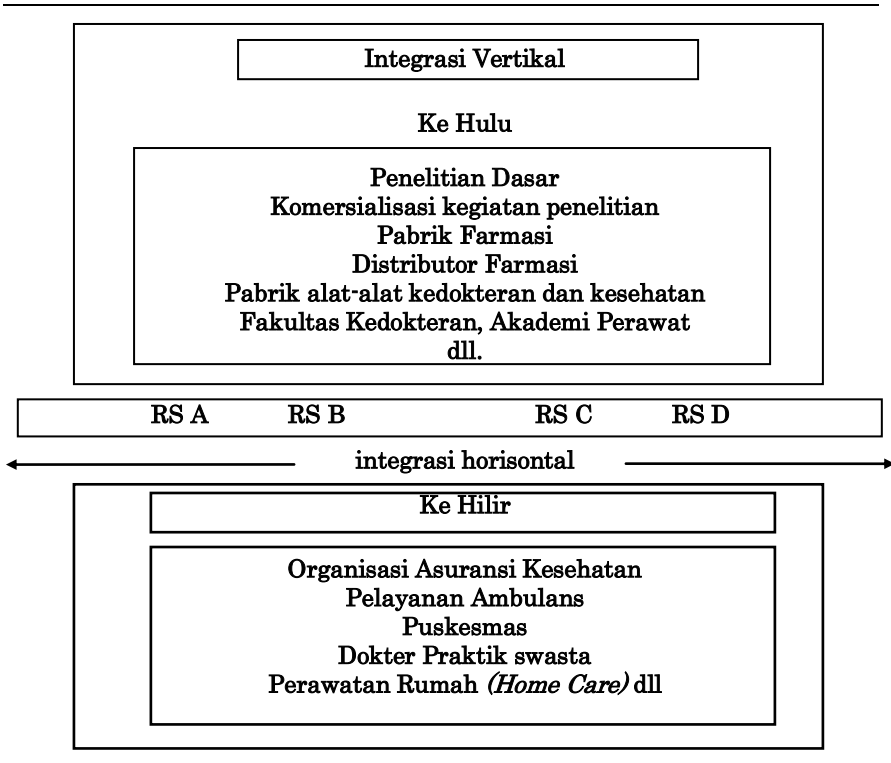 Integrasi Vertikal
Ke Hulu
Penelitian Dasar
Komersialisasi kegiatan penelitian
Pabrik Farmasi
Distributor Farmasi
Pabrik alat-alat kedokteran dan kesehatan
Fakultas Kedokteran, Akademi Perawat
dll.
RS A RS B RS C RS D
integrasi horisontal
Ke Hilir
Organisasi Asuransi Kesehatan
Pelayanan Ambulans
Puskesmas
Dokter Praktik swasta
Perawatan Rumah (Home Care) dll